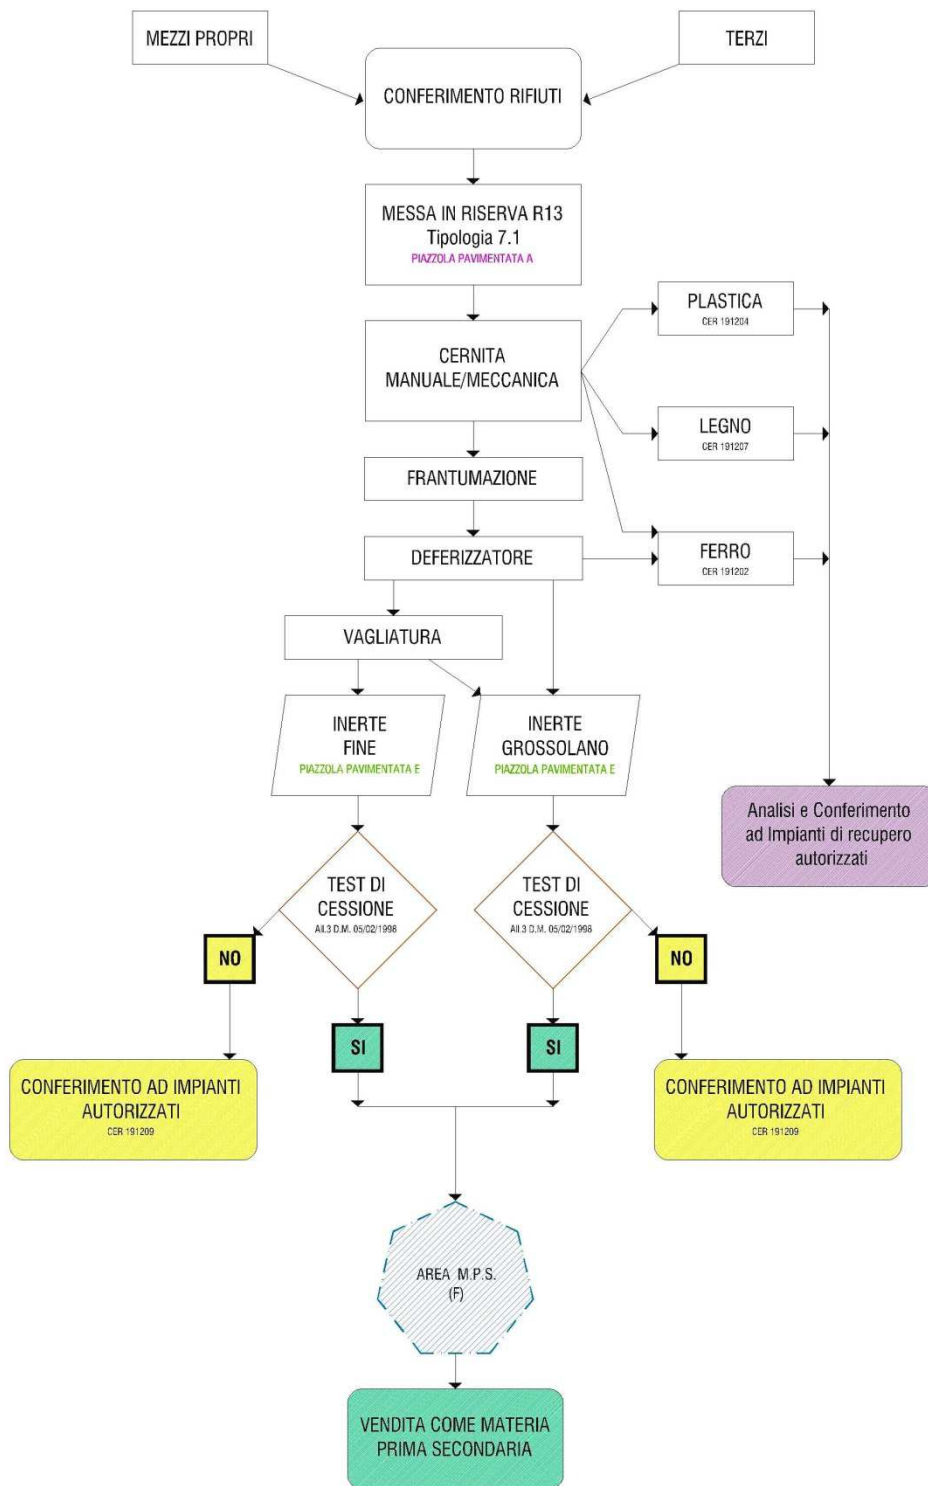 MEZZI PROPRI
TERZI
CONFERIMENTO RIFIUTI
MESSA IN RISERVA R13
Tipologia 7.1
PIAZZOLA PAVIMENTATA A
CERNITA
MANUALE/MECCANICA
PLASTICA
CER 191204
LEGNO
CER 191207
FRANTUMAZIONE
DEFERIZZATORE
FERRO
CER 191202
VAGLIATURA
INERTE
FINE
PIAZZOLA PAVIMENTATA E
INERTE
GROSSOLANO
PIAZZOLA PAVIMENTATA E
Analisi e Conferimento
ad Impianti di recupero
autorizzati
TEST DI
CESSIONE
All.3 D.M. 05/02/1998
TEST DI
CESSIONE
All.3 D.M. 05/02/1998
NO
NO
SI
SI
CONFERIMENTO AD IMPIANTI
AUTORIZZATI
CER 191209
CONFERIMENTO AD IMPIANTI
AUTORIZZATI
CER 191209
AREA M.P.S.
(F)
VENDITA COME MATERIA
PRIMA SECONDARIA